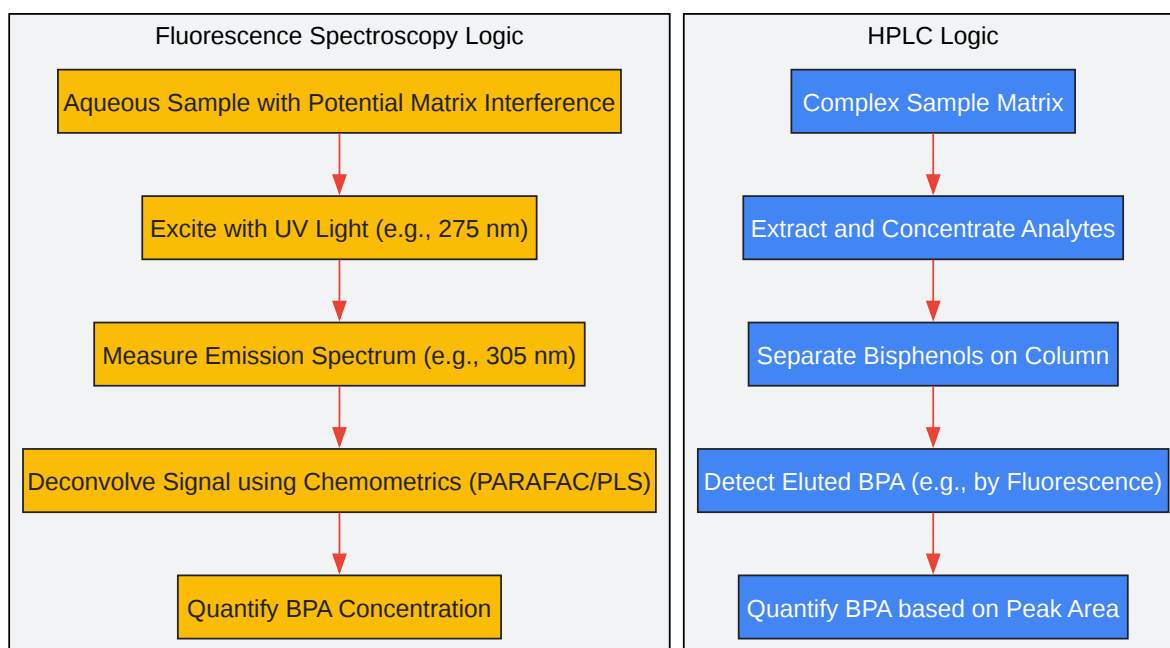 Fluorescence Spectroscopy Logic
Aqueous Sample with Potential Matrix Interference
Excite with UV Light (e.g., 275 nm)
Measure Emission Spectrum (e.g., 305 nm)
Deconvolve Signal using Chemometrics (PARAFAC/PLS)
Quantify BPA Concentration
HPLC Logic
Complex Sample Matrix
Extract and Concentrate Analytes
Separate Bisphenols on Column
Detect Eluted BPA (e.g., by Fluorescence)
Quantify BPA based on Peak Area